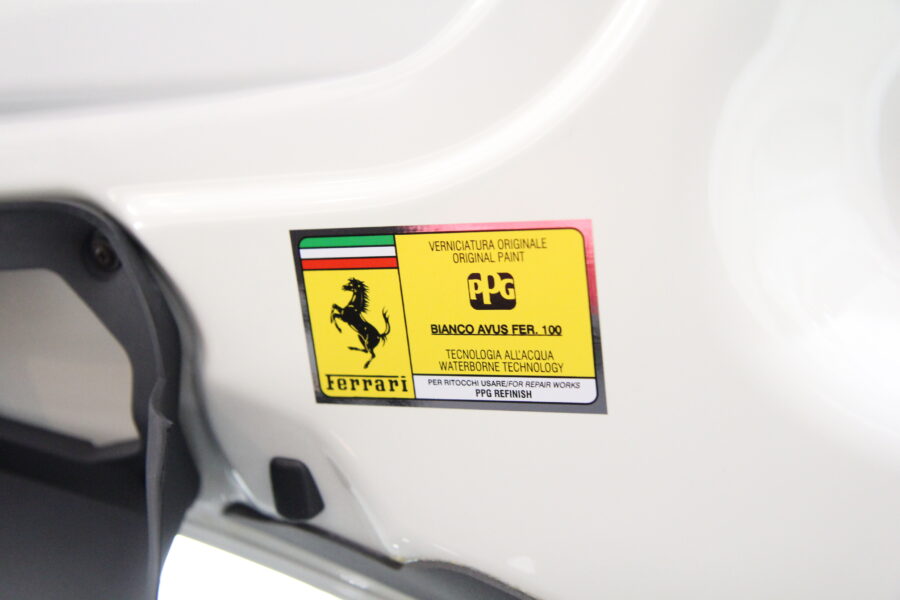 Ferrari
VERNICIATURA ORIGINALE
ORIGINAL PAINT
PPG
BIANCO AVUS FER. 100
TECNOLOGIA ALL'ACQUA
WATERBORNE TECHNOLOGY
PER RITOCCHI USARE/FOR REPAIR WORKS
PPG REFINISH